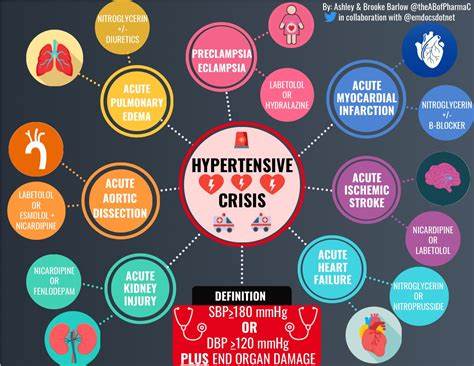 By: Ashley & Brooke Barlow @theABofPharmaC
in collaboration with @emdocsdotnet
NITROGLYCERIN
+/-
DIURETICS
ACUTE
PULMONARY
EDEMA
PRECLAMPSIA
ECLAMPSIA
LABETOLOL
OR
HYDRALAZINE
ACUTE
MYOCARDIAL
INFARCTION
NITROGLYCERIN
+/-
B-BLOCKER
ACUTE
AORTIC
DISSECTION
LABETALOL
OR
ESMOLOL +
NICARDIPINE
HYPERTENSIVE
CRISIS
ACUTE
ISCHEMIC
STROKE
NICARDIPINE
OR
LABETOLOL
NICARDIPINE
OR
FENLODEPAM
ACUTE
KIDNEY
INJURY
ACUTE
HEART
FAILURE
NITROGLYCERIN
OR
NITROPRUSSIDE
DEFINITION
SBP≥180 mmHg
OR
DBP ≥120 mmHg
PLUS END ORGAN DAMAGE